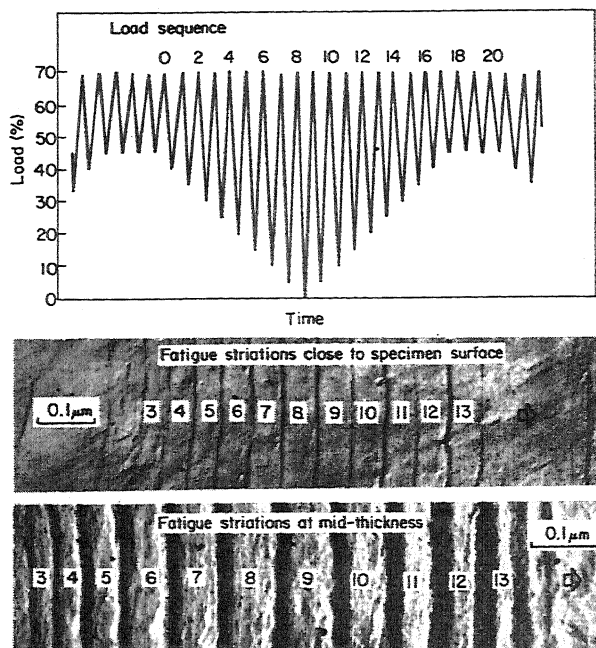 Load sequence
0 2 4 6 8 10 12 14 16 18 20
70
60
50
40
30
20
10
0
Load (%)
Time
Fatigue striations close to specimen surface
0.1μm
3 4 5 6 7 8 9 10 11 12 13
Fatigue striations at mid-thickness
0.1μm
3 4 5 6 7 8 9 10 11 12 13